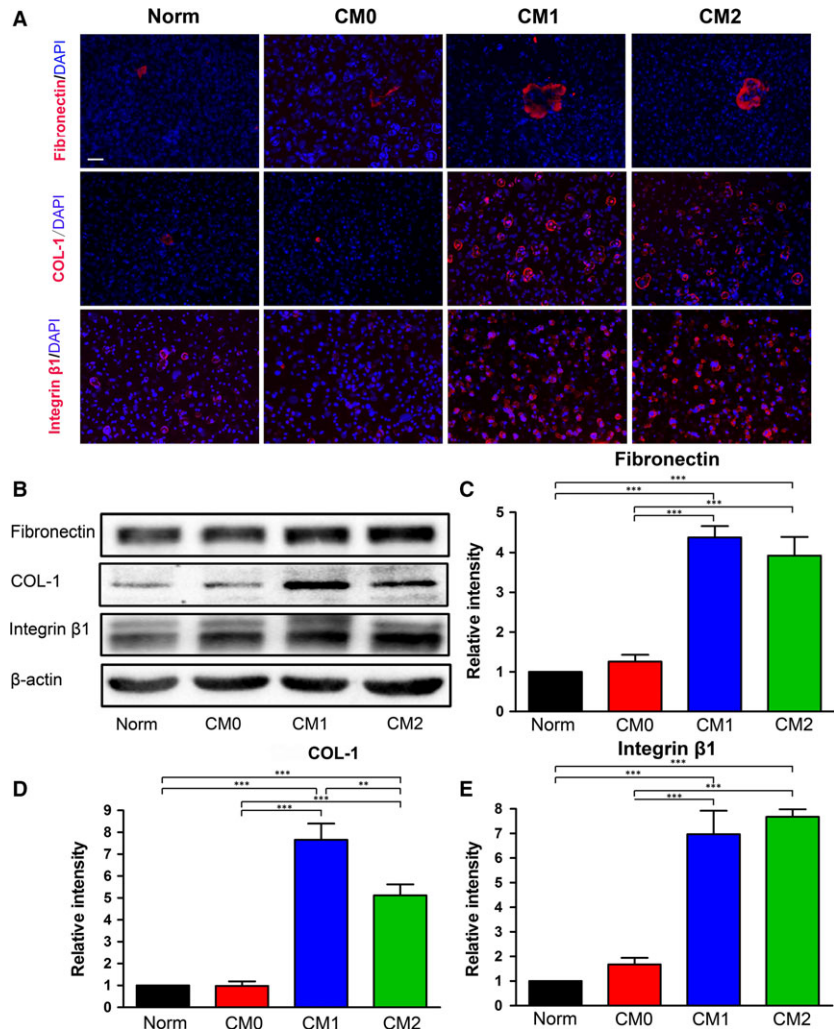 A
Norm CM0 CM1 CM2
Fibronectin/DAPI
COL-1/DAPI
Integrin β1/DAPI
B
Fibronectin
COL-1
Integrin β1
β-actin
Norm CM0 CM1 CM2
C
Fibronectin
***
***
***
***
Relative intensity
5
4
3
2
1
0
Norm CM0 CM1 CM2
D
COL-1
***
*** **
***
***
Relative intensity
9
8
7
6
5
4
3
2
1
0
Norm CM0 CM1 CM2
E
Integrin β1
***
***
***
***
Relative intensity
8
7
6
5
4
3
2
1
0
Norm CM0 CM1 CM2